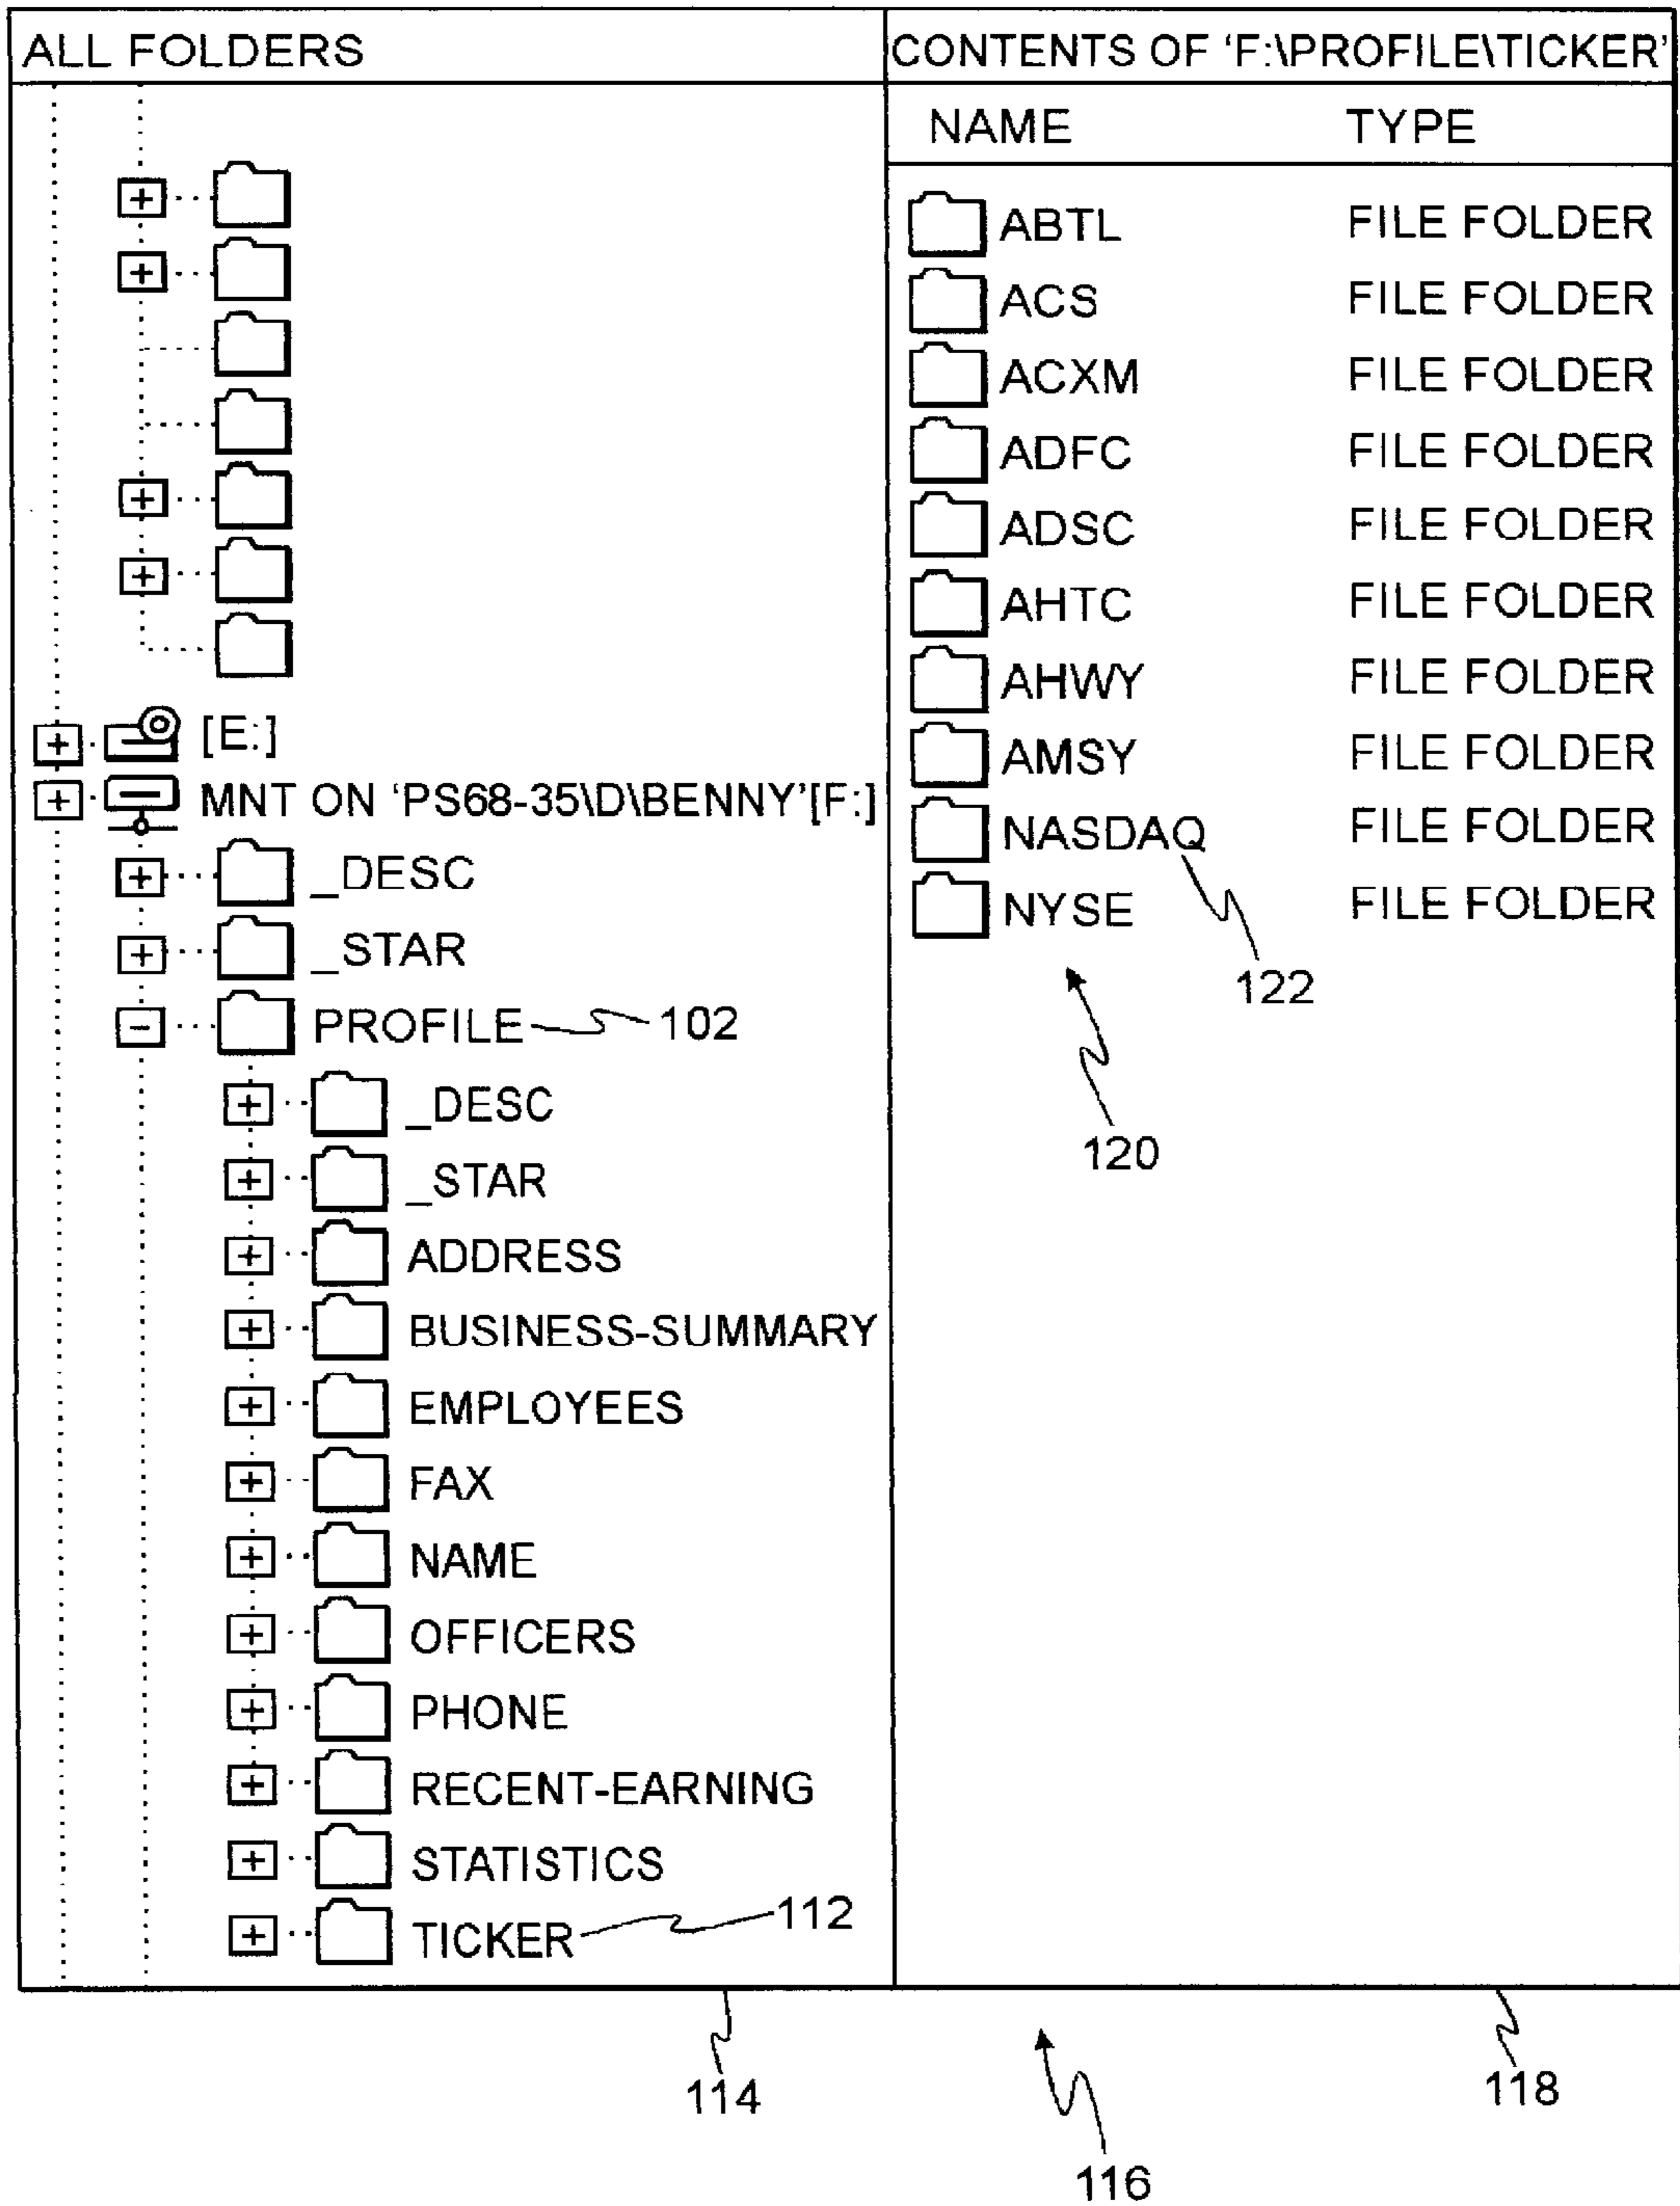 ALL FOLDERS
[E:]
MNT ON 'PS68-35\D\BENNY'[F:]
_DESC
_STAR
PROFILE 102
_DESC
_STAR
ADDRESS
BUSINESS-SUMMARY
EMPLOYEES
FAX
NAME
OFFICERS
PHONE
RECENT-EARNING
STATISTICS
TICKER 112
CONTENTS OF 'F:\PROFILE\TICKER'
NAME TYPE
ABTL FILE FOLDER
ACS FILE FOLDER
ACXM FILE FOLDER
ADFC FILE FOLDER
ADSC FILE FOLDER
AHTC FILE FOLDER
AHWY FILE FOLDER
AMSY FILE FOLDER
NASDAQ FILE FOLDER
NYSE FILE FOLDER
122
120
114
116
118